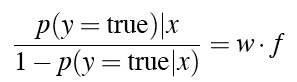 p(y = true)|x
1 − p(y = true|x)
= w · f